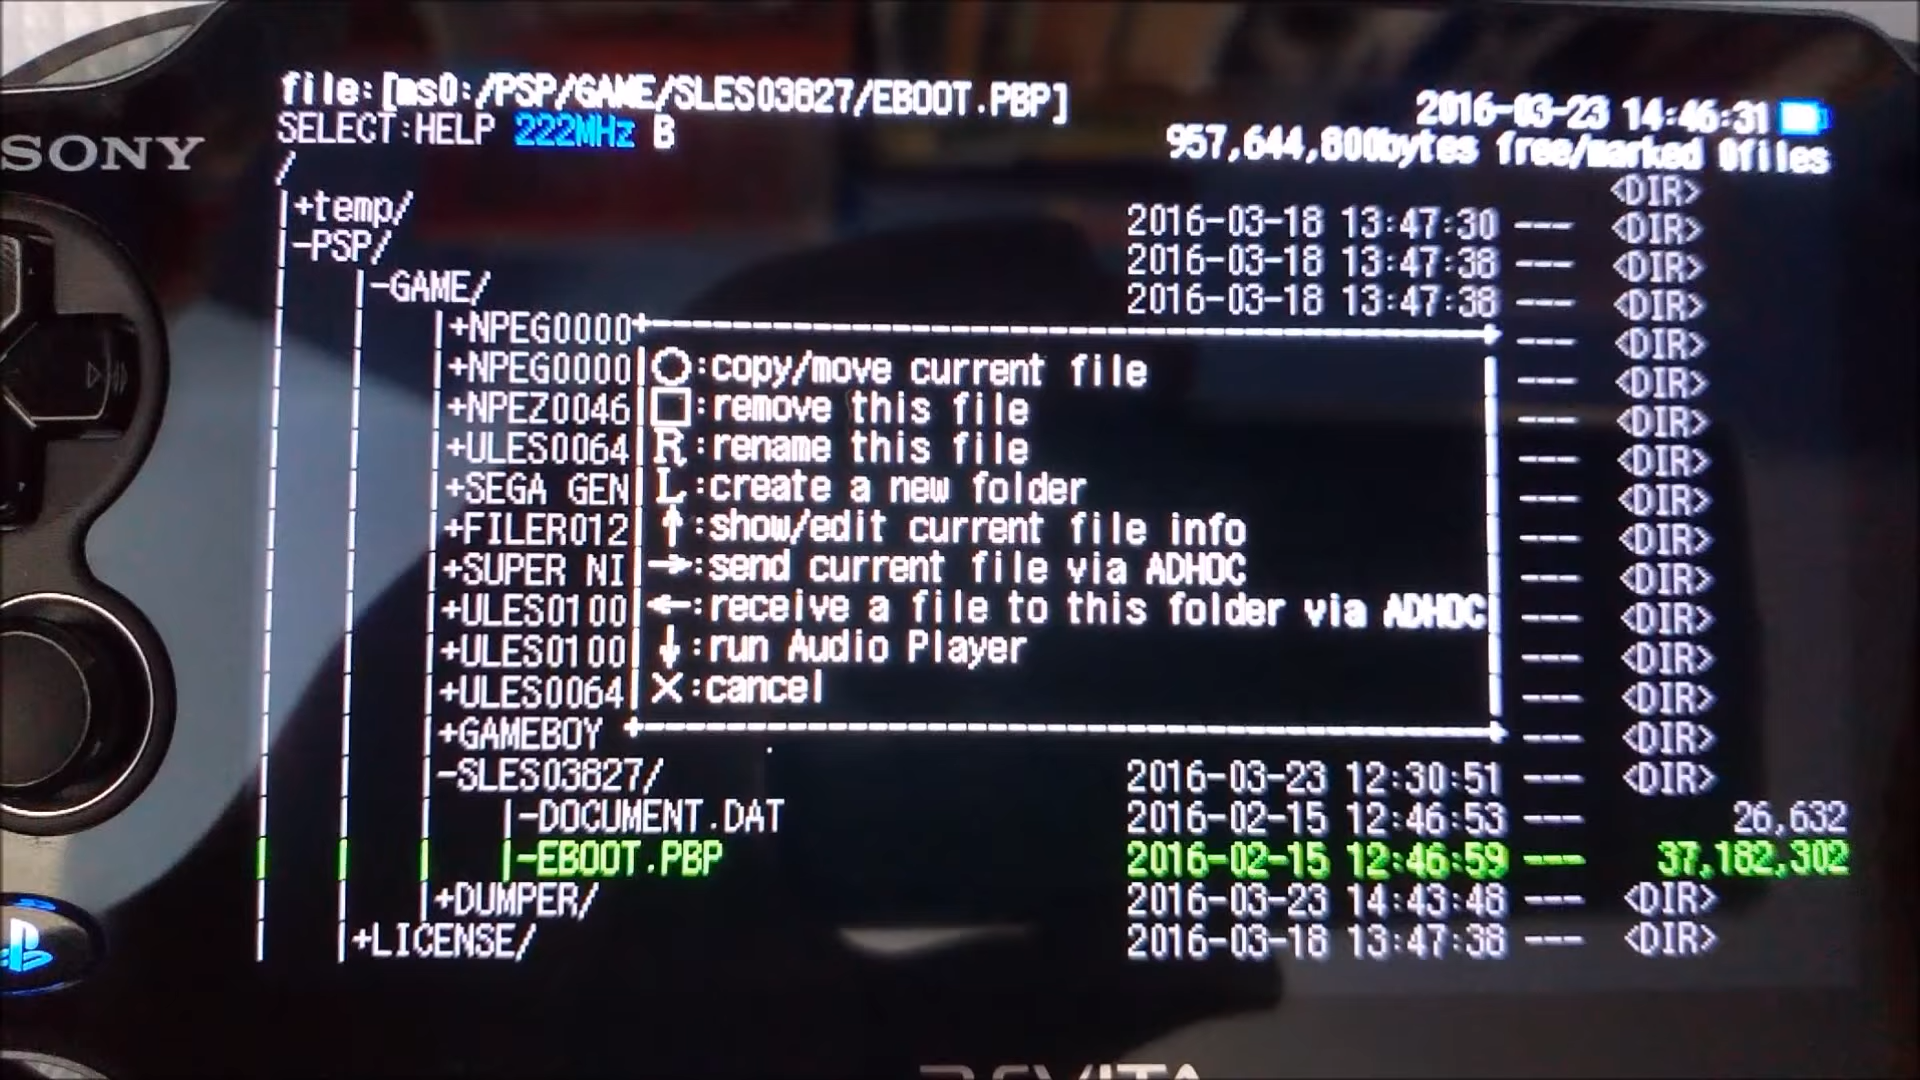 file:[ms0:/PSP/GAME/SLES03827/EBOOT.PBP]
2016-03-23 14:46:31
SELECT:HELP 222MHz B
957,644,800bytes free/marked 0files
SONY
/ <DIR>
|+temp/ 2016-03-18 13:47:30 --- <DIR>
|-PSP/ 2016-03-18 13:47:38 --- <DIR>
|-GAME/ 2016-03-18 13:47:38 --- <DIR>
|+NPEG0000 --- <DIR>
+NPEG0000 ○:copy/move current file --- <DIR>
+NPEZ0046 □:remove this file --- <DIR>
+ULES0064 R:rename this file --- <DIR>
+SEGA GEN L:create a new folder --- <DIR>
+FILER012 ↑:show/edit current file info --- <DIR>
+SUPER NI →:send current file via ADHOC --- <DIR>
+ULES0100 ←:receive a file to this folder via ADHOC --- <DIR>
+ULES0100 ↓:run Audio Player --- <DIR>
+ULES0064 ×:cancel --- <DIR>
+GAMEBOY --- <DIR>
-SLES03827/ 2016-03-23 12:30:51 --- <DIR>
|-DOCUMENT.DAT 2016-02-15 12:46:53 --- 26,632
|-EBOOT.PBP 2016-02-15 12:46:59 --- 37,182,302
+DUMPER/ 2016-03-23 14:43:48 --- <DIR>
|+LICENSE/ 2016-03-18 13:47:38 --- <DIR>